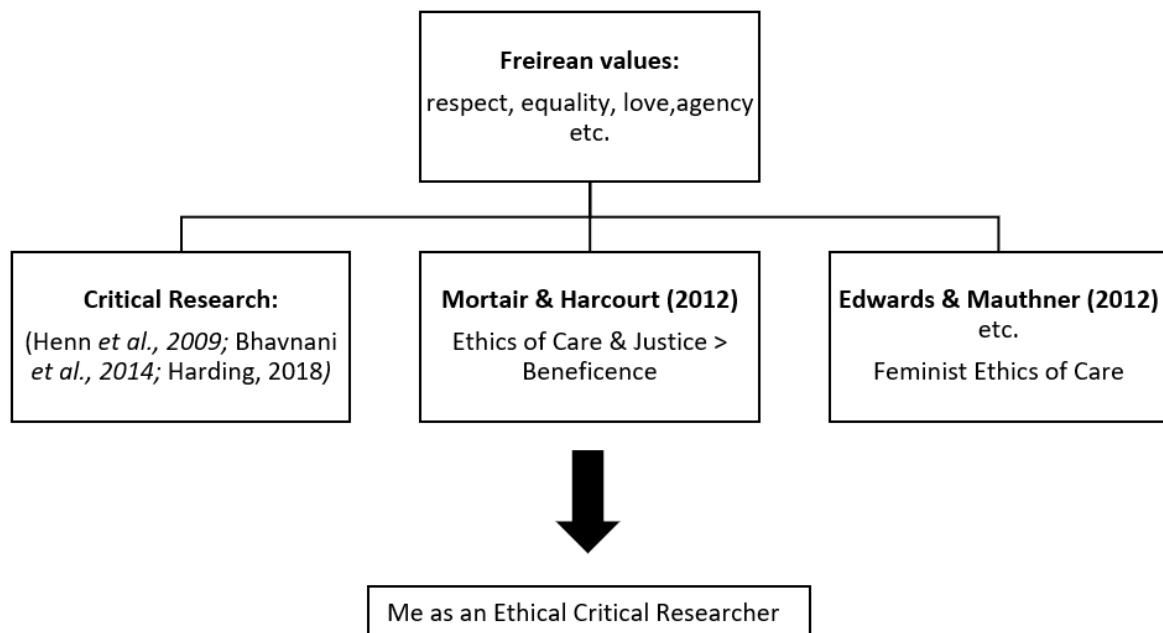 Freirean values:
respect, equality, love,agency
etc.
Critical Research:
(Henn et al., 2009; Bhavnani
et al., 2014; Harding, 2018)
Mortair & Harcourt (2012)
Ethics of Care & Justice >
Beneficence
Edwards & Mauthner (2012)
etc.
Feminist Ethics of Care
Me as an Ethical Critical Researcher